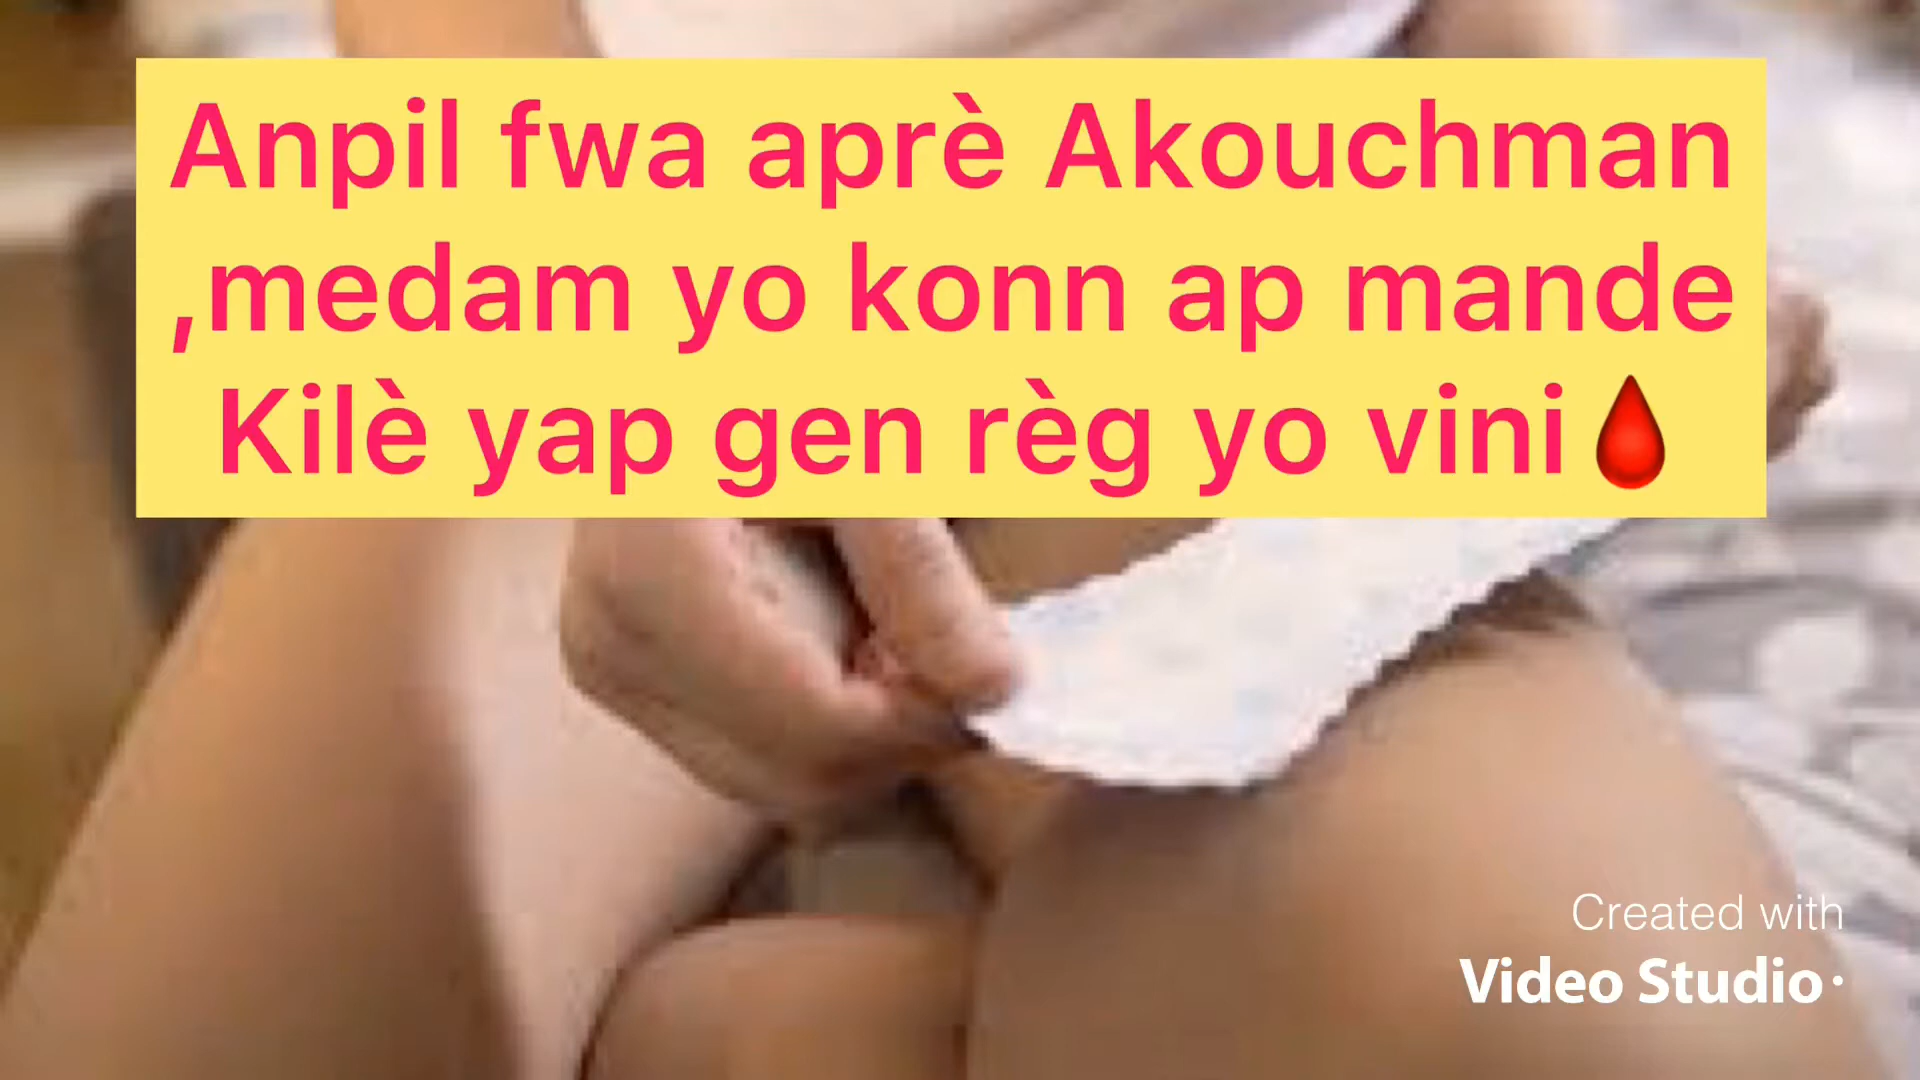 Anpil fwa aprè Akouchman
,medam yo konn ap mande
Kilè yap gen règ yo vini🩸
Created with
Video Studio